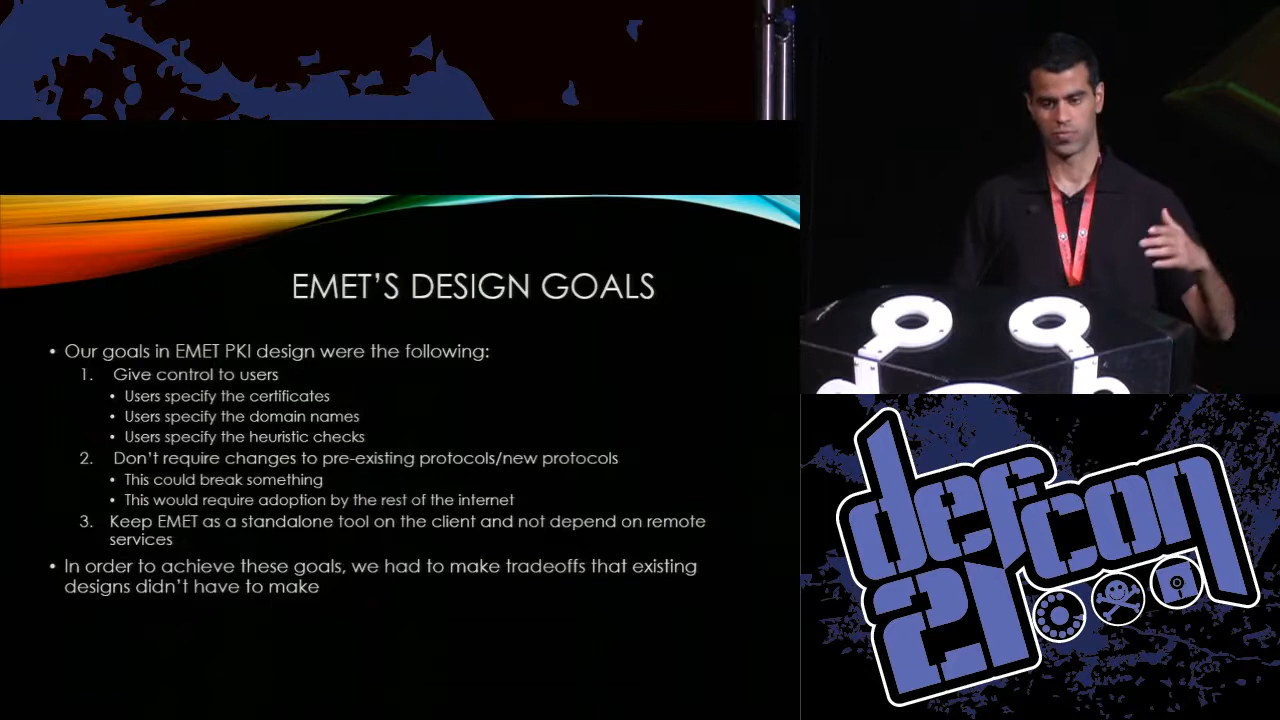 EMET'S DESIGN GOALS
• Our goals in EMET PKI design were the following:
1. Give control to users
• Users specify the certificates
• Users specify the domain names
• Users specify the heuristic checks
2. Don't require changes to pre-existing protocols/new protocols
• This could break something
• This would require adoption by the rest of the internet
3. Keep EMET as a standalone tool on the client and not depend on remote
services
• In order to achieve these goals, we had to make tradeoffs that existing
designs didn't have to make
defcon
21